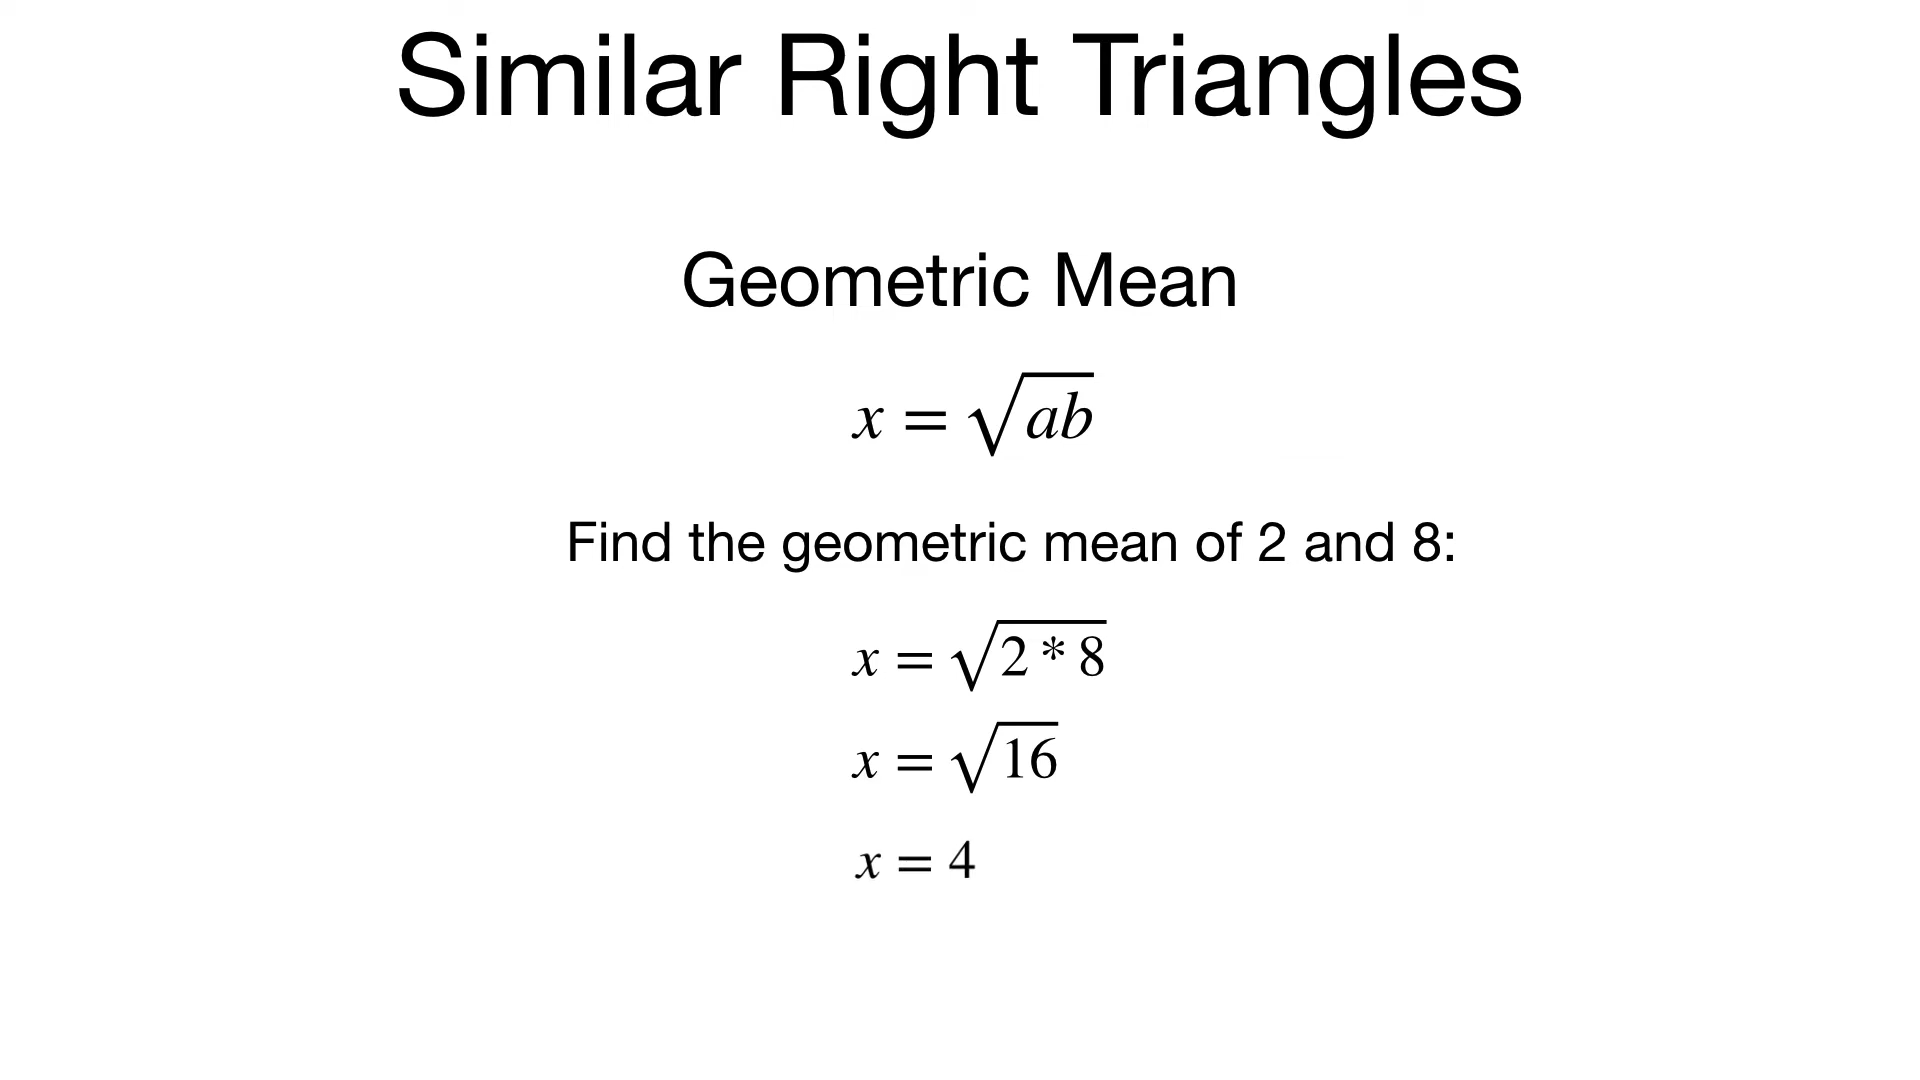 Similar Right Triangles
Geometric Mean
x = √ab
Find the geometric mean of 2 and 8:
x = √2 * 8
x = √16
x = 4